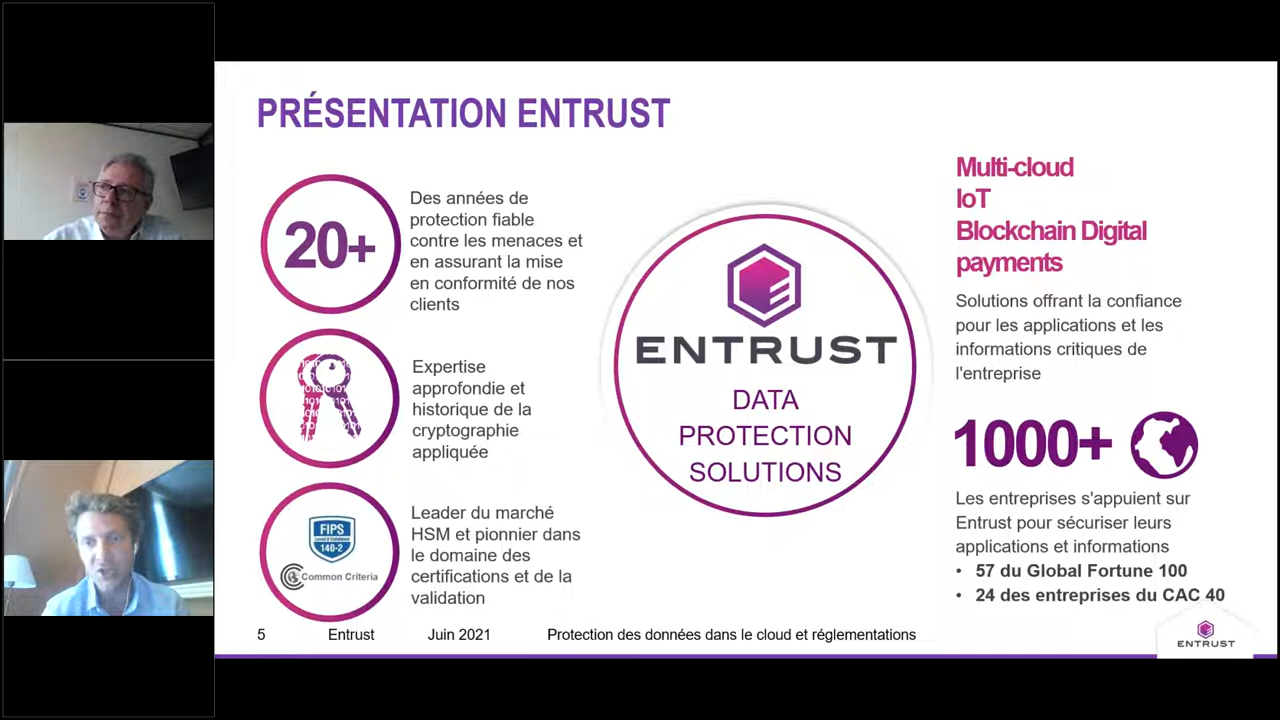 PRÉSENTATION ENTRUST
20+
Des années de
protection fiable
contre les menaces et
en assurant la mise
en conformité de nos
clients
Expertise
approfondie et
historique de la
cryptographie
appliquée
FIPS
140-2
Common Criteria
Leader du marché
HSM et pionnier dans
le domaine des
certifications et de la
validation
ENTRUST
DATA
PROTECTION
SOLUTIONS
Multi-cloud
IoT
Blockchain Digital
payments
Solutions offrant la confiance
pour les applications et les
informations critiques de
l'entreprise
1000+
Les entreprises s'appuient sur
Entrust pour sécuriser leurs
applications et informations
• 57 du Global Fortune 100
• 24 des entreprises du CAC 40
5 Entrust Juin 2021 Protection des données dans le cloud et réglementations
ENTRUST